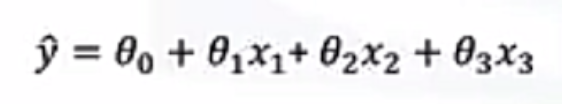 ŷ = θ₀ + θ₁x₁+ θ₂x₂ + θ₃x₃